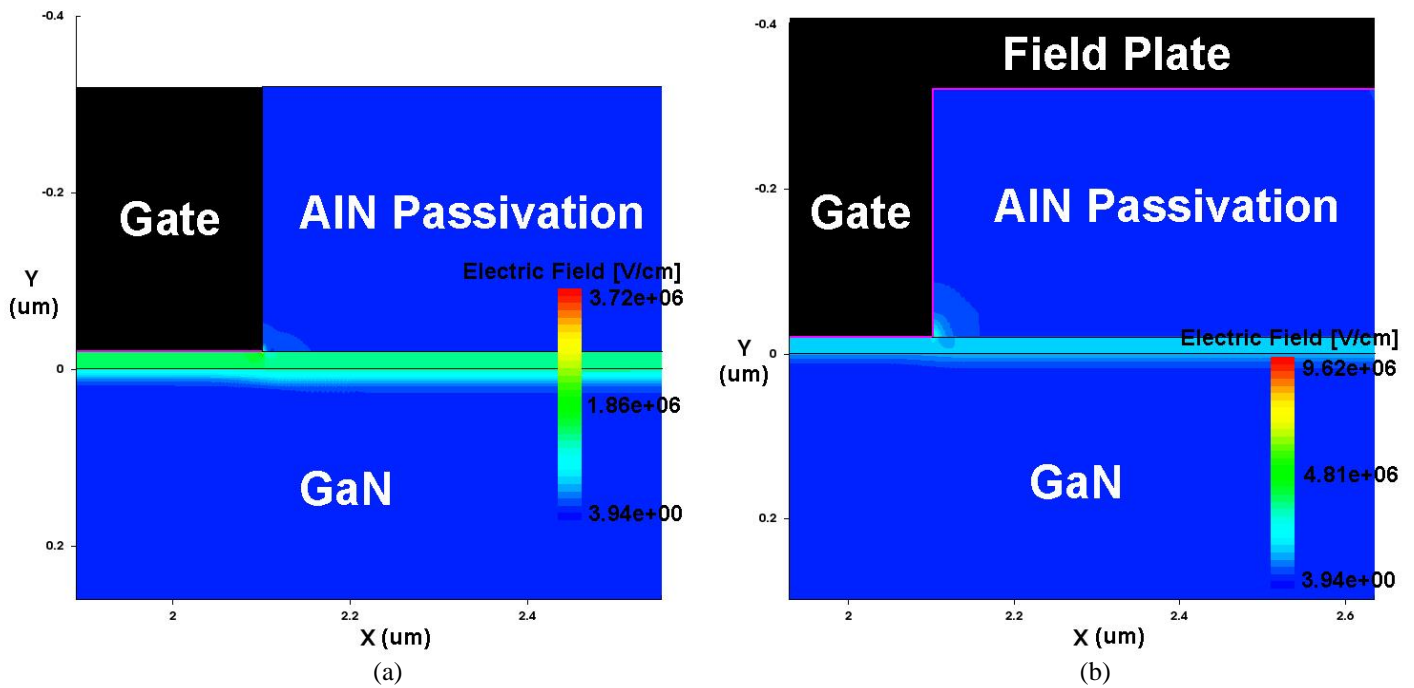 -0.4
-0.2
0
0.2
Y
(um)
Gate
AlN Passivation
Electric Field [V/cm]
3.72e+06
1.86e+06
3.94e+00
GaN
2
2.2
2.4
X (um)
(a)
-0.4
-0.2
0
0.2
Y
(um)
Field Plate
Gate
AlN Passivation
Electric Field [V/cm]
9.62e+06
4.81e+06
3.94e+00
GaN
2
2.2
2.4
2.6
X (um)
(b)